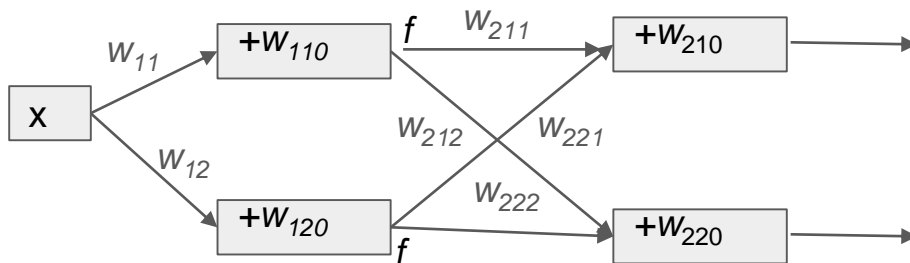 +w₁₁₀ f w₂₁₁ +w₂₁₀
w₁₁
x
w₂₁₂ w₂₂₁
w₁₂
w₂₂₂
+w₁₂₀ f +w₂₂₀